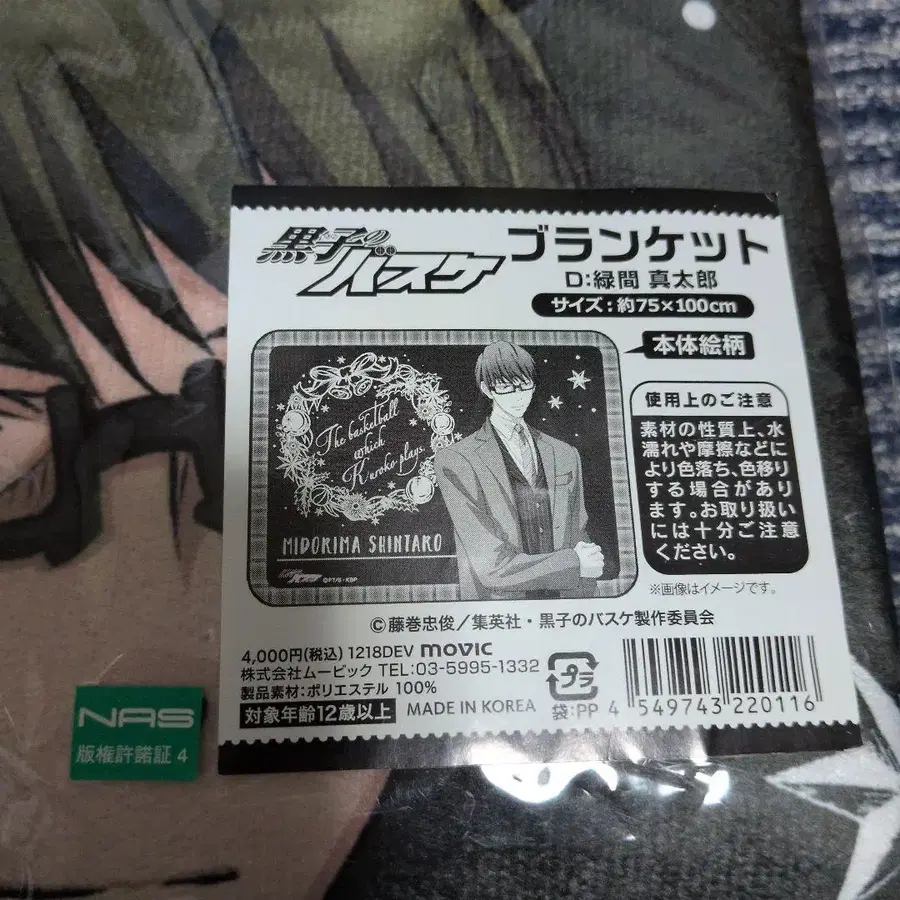 黒子のバスケ
ブランケット
D:緑間 真太郎
サイズ:約75×100cm
本体絵柄
The basketball
which
Kuroko plays.
MIDORIMA SHINTARO
黒子のバスケ
©FT/S・KBP
使用上のご注意
素材の性質上、水
濡れや摩擦などに
より色落ち、色移り
する場合があり
ます。お取り扱い
には十分ご注意
ください。
※画像はイメージです。
©藤巻忠俊/集英社・黒子のバスケ製作委員会
4,000円(税込) 1218DEV movic
株式会社ムービック TEL:03-5995-1332
製品素材:ポリエステル 100%
対象年齢12歳以上 MADE IN KOREA
プラ
袋:PP
4 549743 220116
NAS
版権許諾証 4